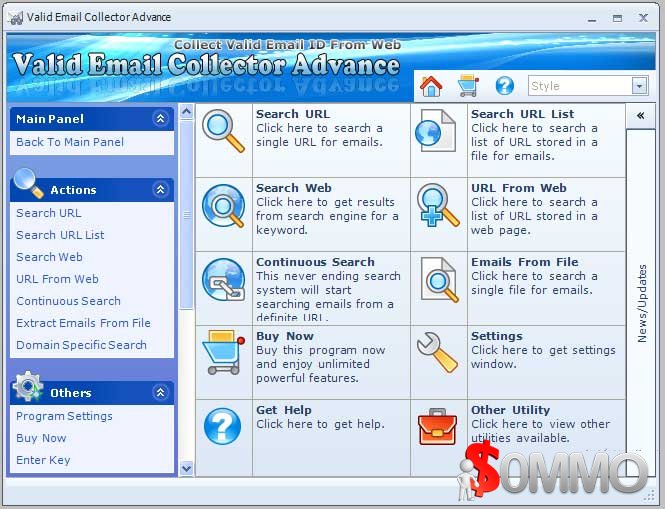 Valid Email Collector Advance
Collect Valid Email ID From Web
Valid Email Collector Advance
Style
Main Panel
Back To Main Panel
Actions
Search URL
Search URL List
Search Web
URL From Web
Continuous Search
Extract Emails From File
Domain Specific Search
Others
Program Settings
Buy Now
Enter Key
Search URL
Click here to search a
single URL for emails.
Search URL List
Click here to search a
list of URL stored in a
file for emails.
Search Web
Click here to get results
from search engine for a
keyword.
URL From Web
Click here to search a
list of URL stored in a
web page.
Continuous Search
This never ending search
system will start
searching emails from a
definite URL.
Emails From File
Click here to search a
single file for emails.
Buy Now
Buy this program now
and enjoy unlimited
powerful features.
Settings
Click here to get settings
window.
Get Help
Click here to get help.
Other Utility
Click here to view other
utilities available.
News/Updates
$0MMO